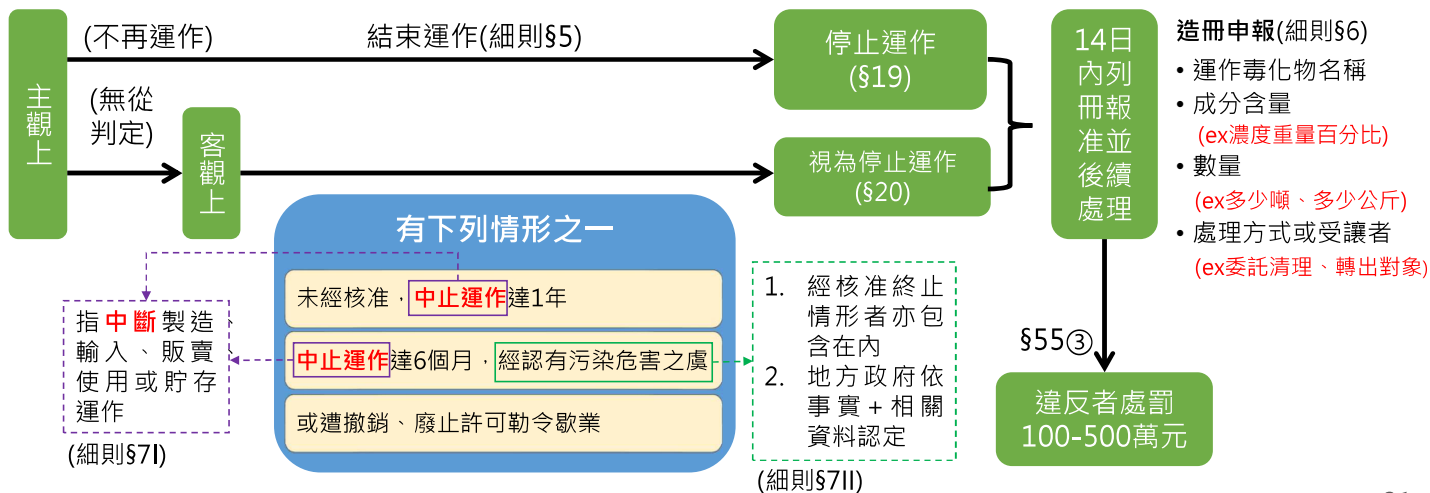 主觀上
(不再運作)
結束運作(細則§5)
停止運作
(§19)
(無從
判定)
客觀上
視為停止運作
(§20)
14日
內列
冊報
准並
後續
處理
造冊申報(細則§6)
• 運作毒化物名稱
• 成分含量
(ex濃度重量百分比)
• 數量
(ex多少噸、多少公斤)
• 處理方式或受讓者
(ex委託清理、轉出對象)
有下列情形之一
未經核准，中止運作達1年
中止運作達6個月，經認有污染危害之虞
或遭撤銷、廢止許可勒令歇業
指中斷製造、
輸入、販賣、
使用或貯存
運作
(細則§7I)
1. 經核准終止
情形者亦包
含在內
2. 地方政府依
事實+相關
資料認定
(細則§7II)
§55③
違反者處罰
100-500萬元